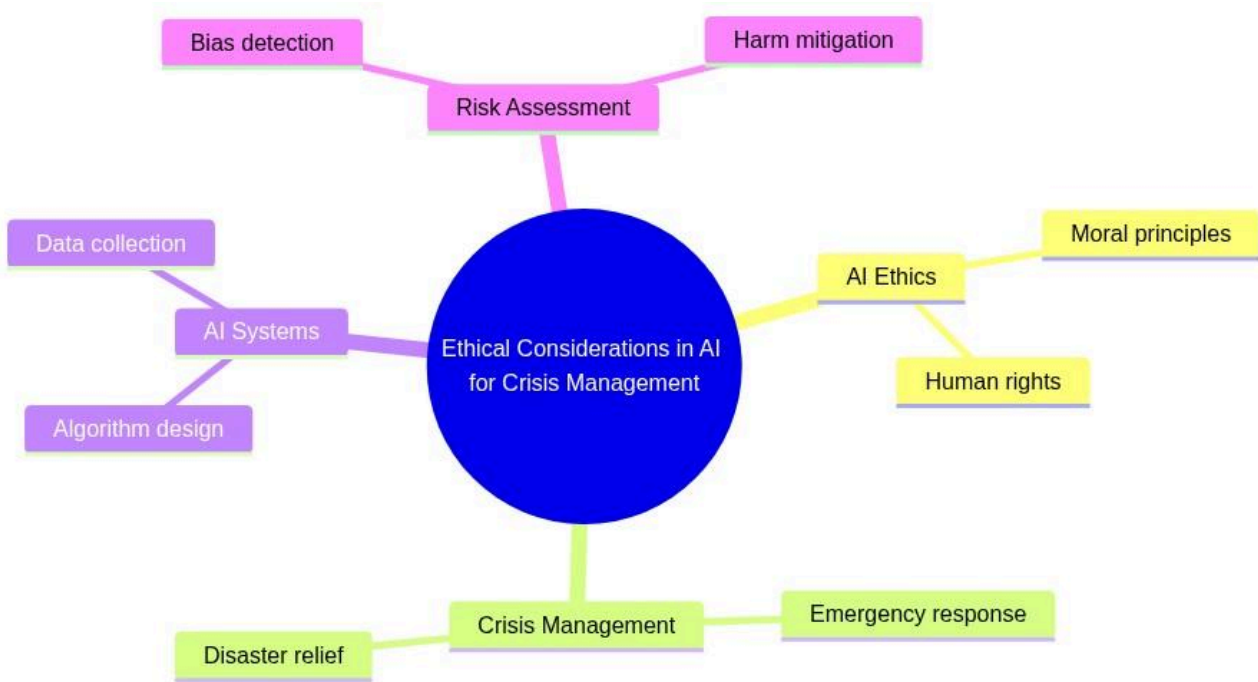 Bias detection
Harm mitigation
Risk Assessment
Data collection
Moral principles
AI Ethics
AI Systems
Ethical Considerations in AI
for Crisis Management
Human rights
Algorithm design
Emergency response
Crisis Management
Disaster relief